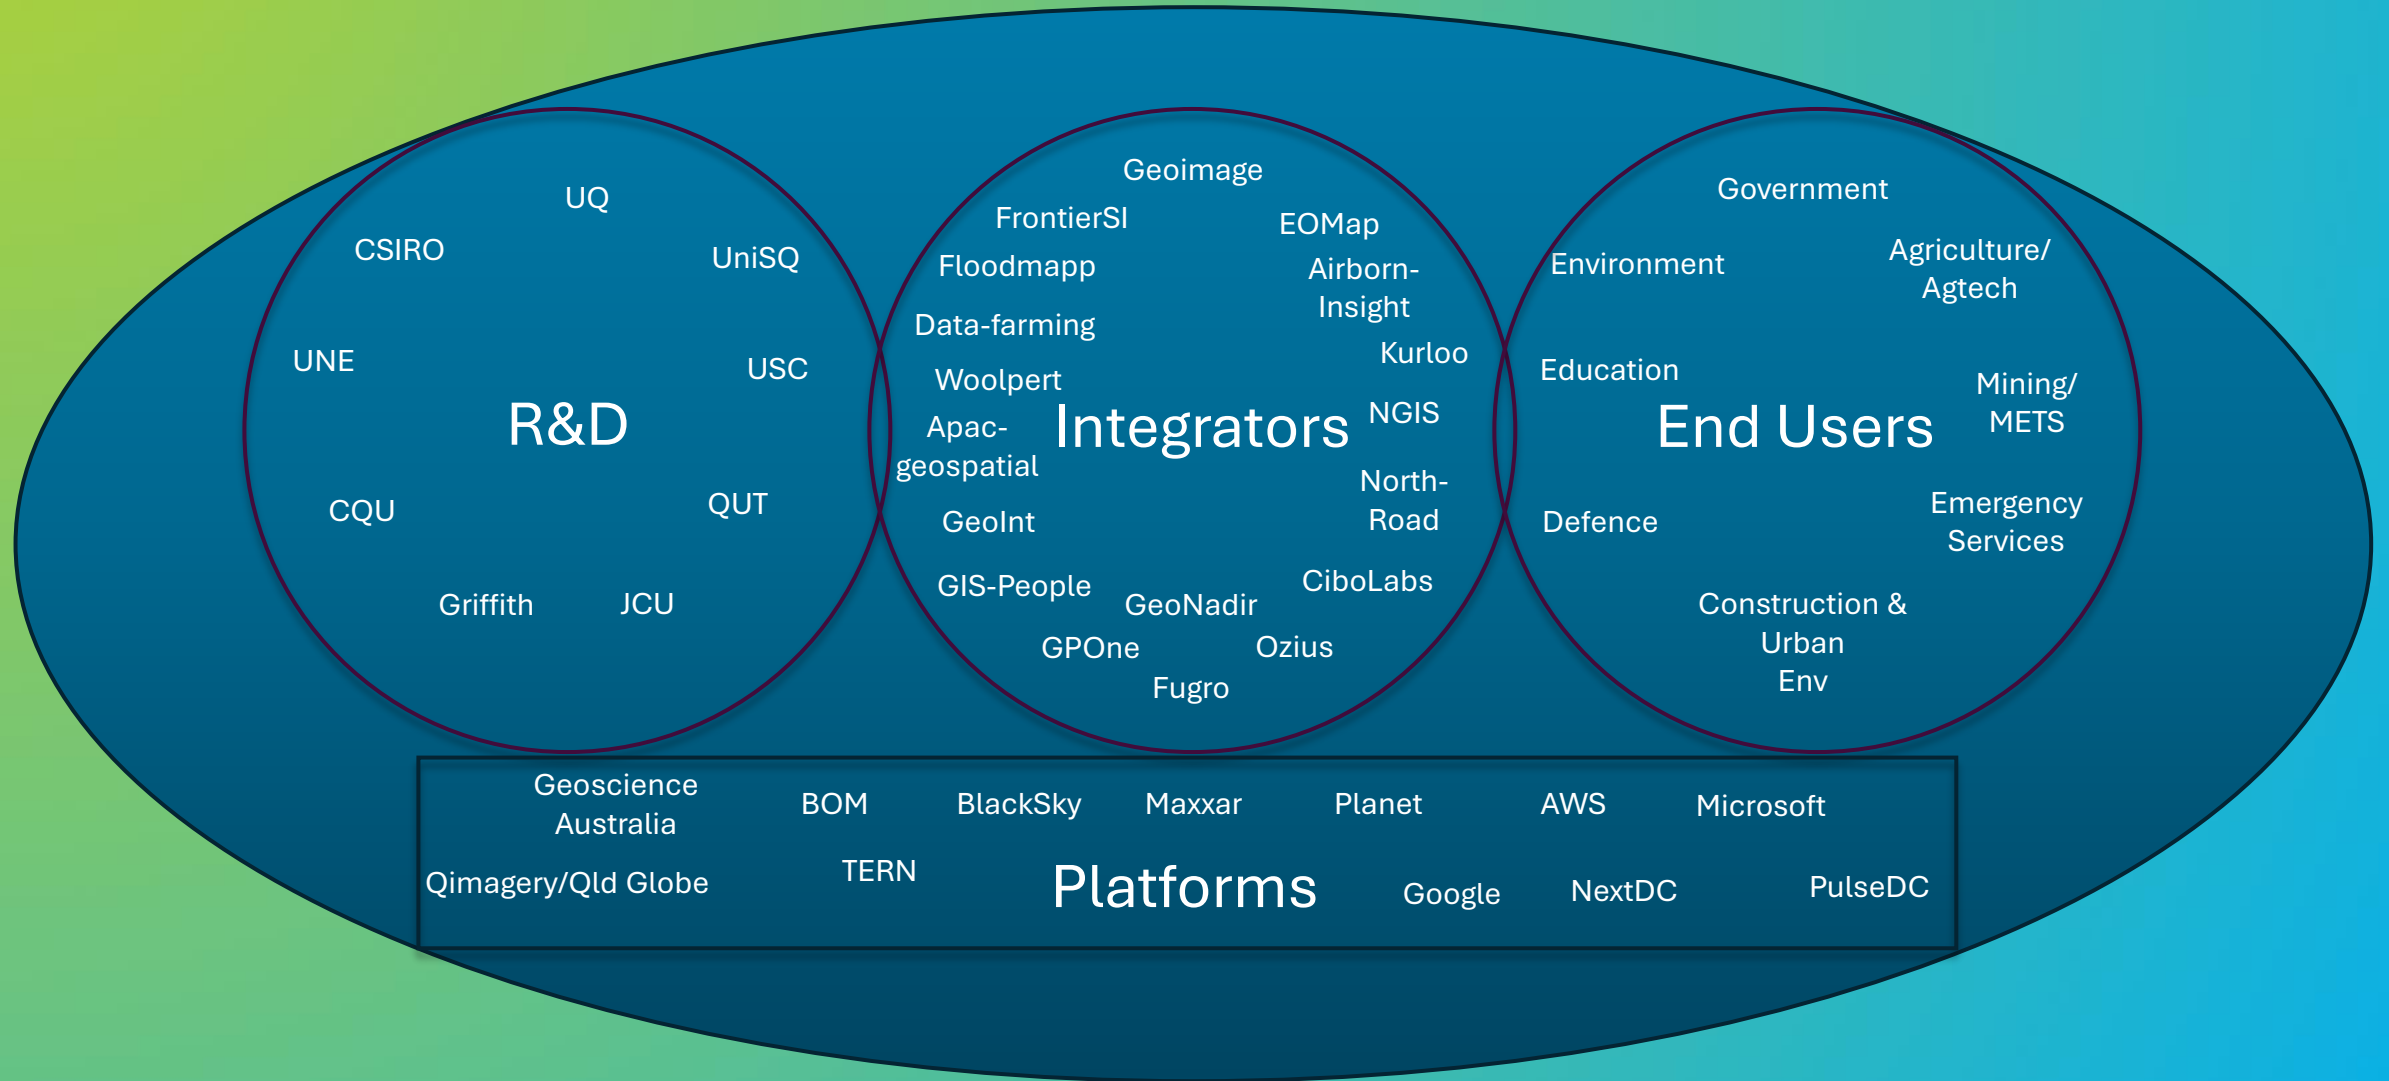 UQ
CSIRO
UniSQ
UNE
USC
R&D
CQU
QUT
Griffith
JCU
Geoimage
FrontierSI
EOMap
Floodmapp
Airborn-
Insight
Data-farming
Kurloo
Woolpert
NGIS
Integrators
Apac-
geospatial
North-
Road
GeoInt
GIS-People
CiboLabs
GeoNadir
GPOne
Ozius
Fugro
Government
Environment
Agriculture/
Agtech
Education
Mining/
METS
End Users
Defence
Emergency
Services
Construction &
Urban
Env
Geoscience
Australia
BOM
BlackSky
Maxxar
Planet
AWS
Microsoft
Qimagery/Qld Globe
TERN
Platforms
Google
NextDC
PulseDC